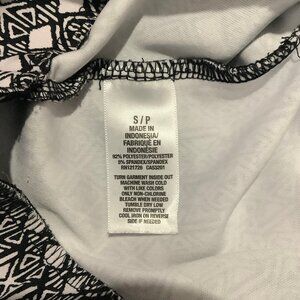 S/P
MADE IN
INDONESIA/
FABRIQUÉ EN
INDONÉSIE
92% POLYESTER/POLYESTER
8% SPANDEX/SPANDEX
RN121720 CA53201
TURN GARMENT INSIDE OUT
MACHINE WASH COLD
WITH LIKE COLORS
ONLY NON-CHLORINE
BLEACH WHEN NEEDED
TUMBLE DRY LOW
REMOVE PROMPTLY
COOL IRON ON REVERSE
SIDE IF NEEDED